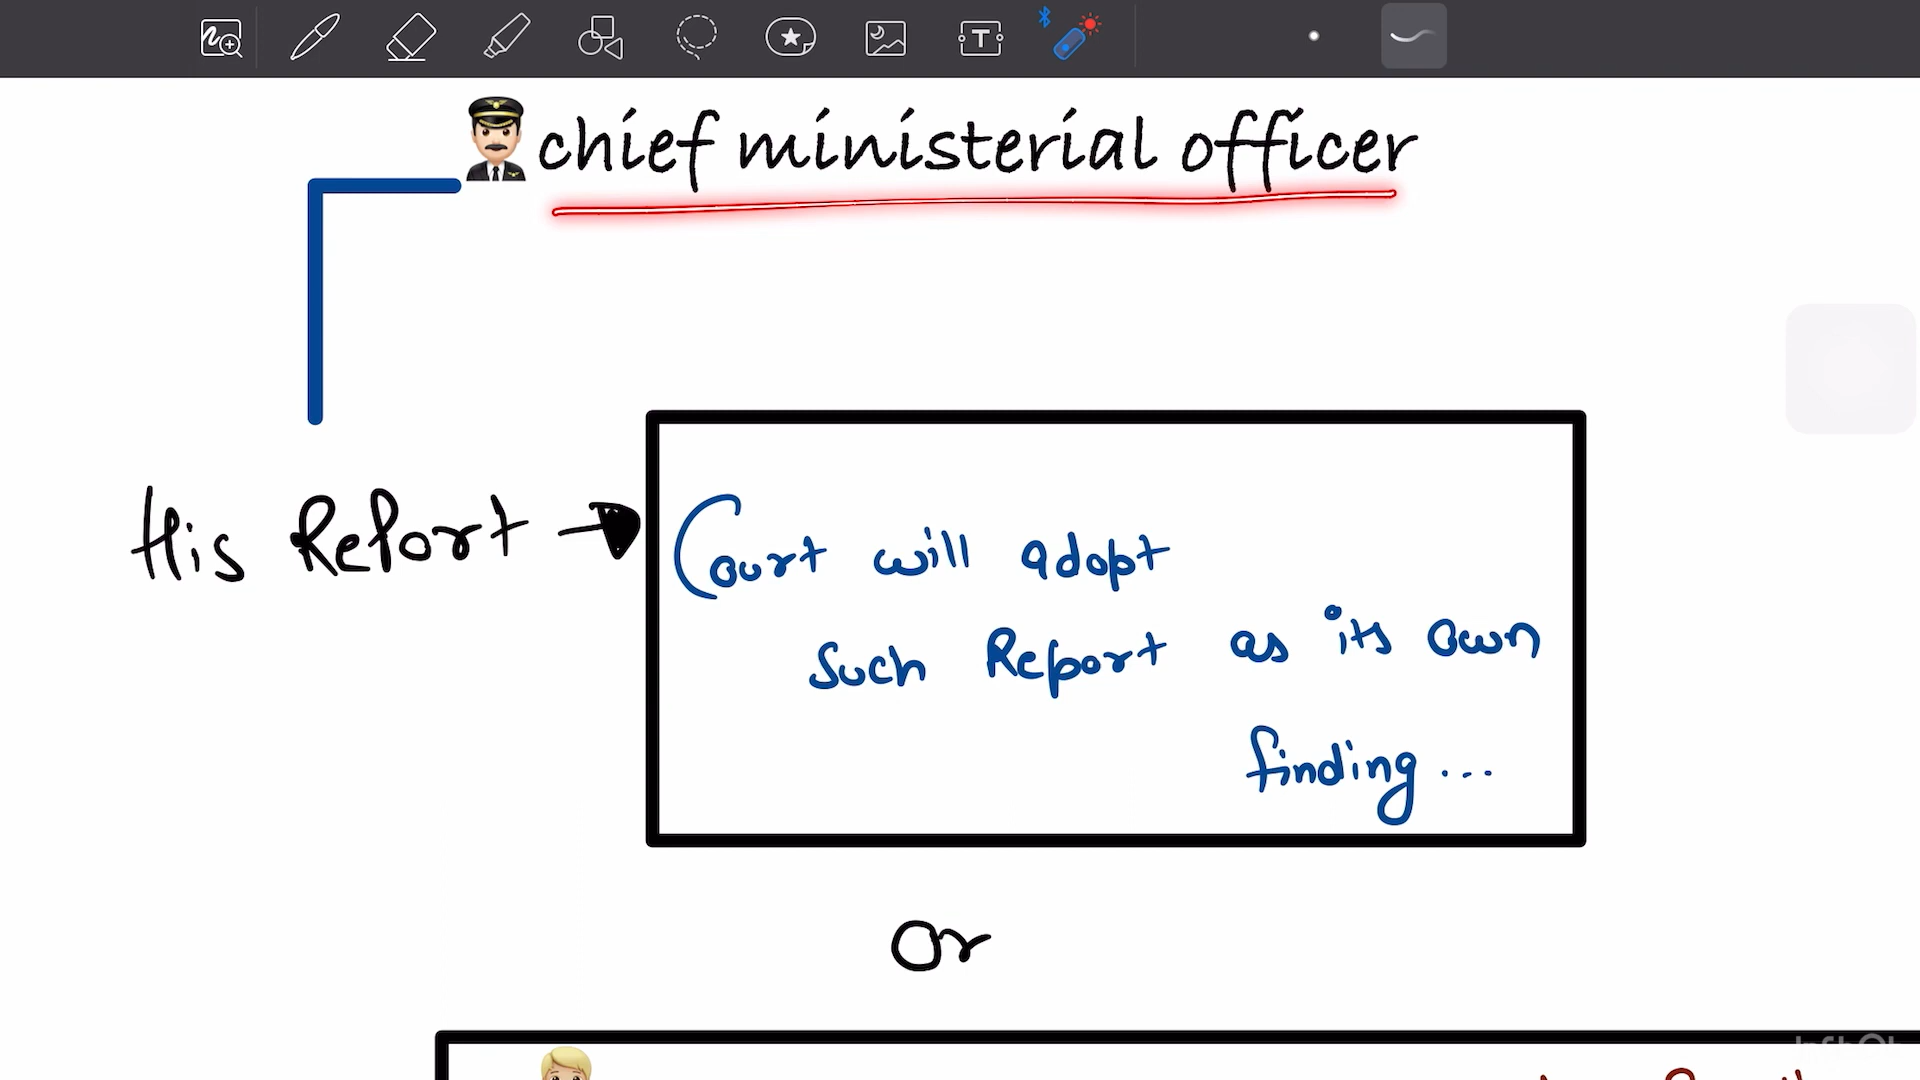 chief ministerial officer
His Report
Court will adopt
such Report as its own
finding ...
Or